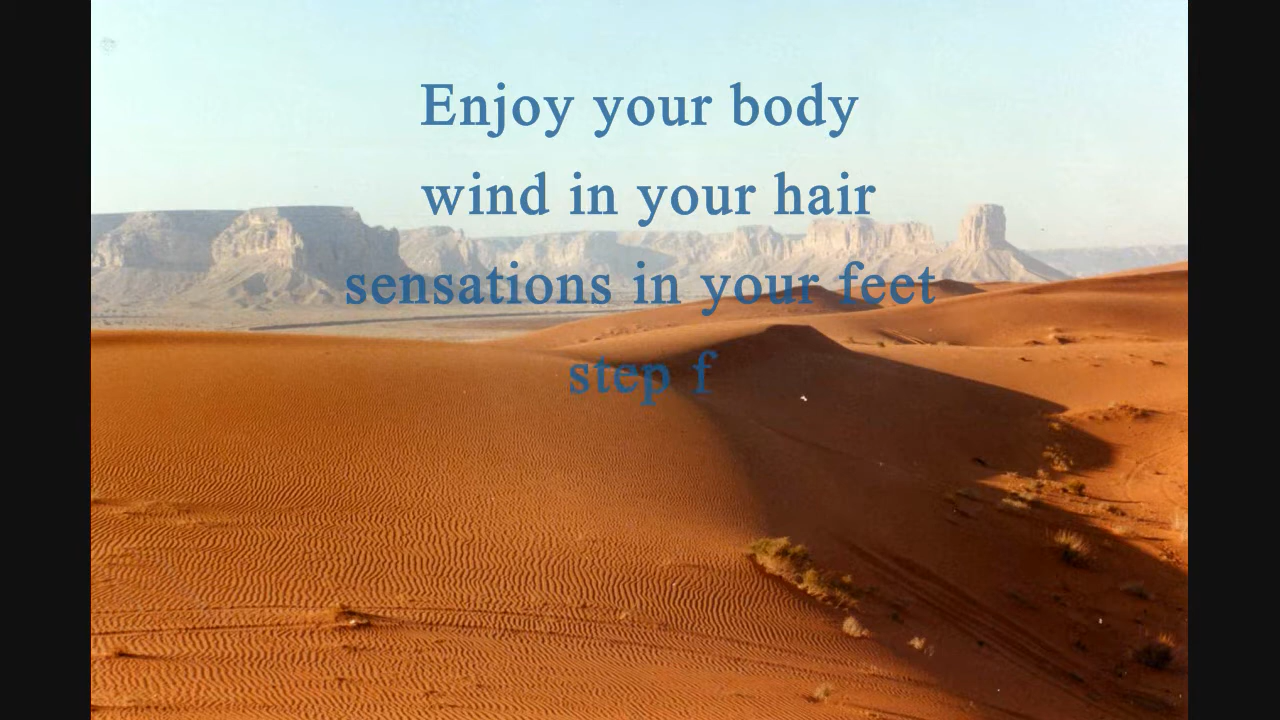 Enjoy your body
wind in your hair
sensations in your feet
step f